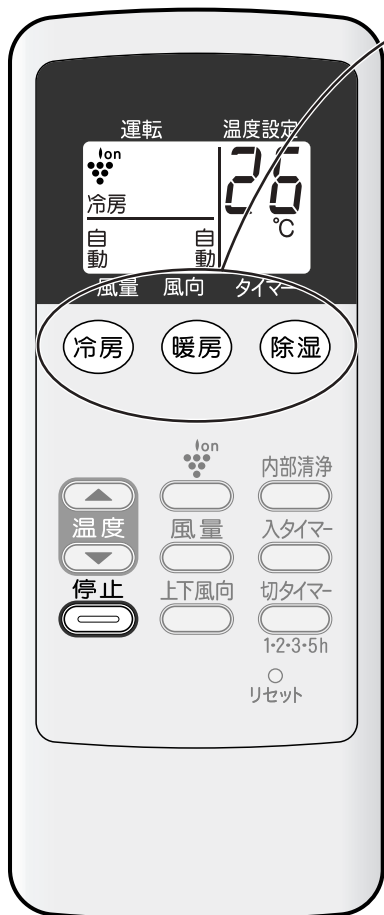 運転 温度設定
ion
冷房
26
℃
自動 自動
風量 風向 タイマー
冷房 暖房 除湿
ion 内部清浄
温度 風量 入タイマー
停止 上下風向 切タイマー
1・2・3・5h
リセット